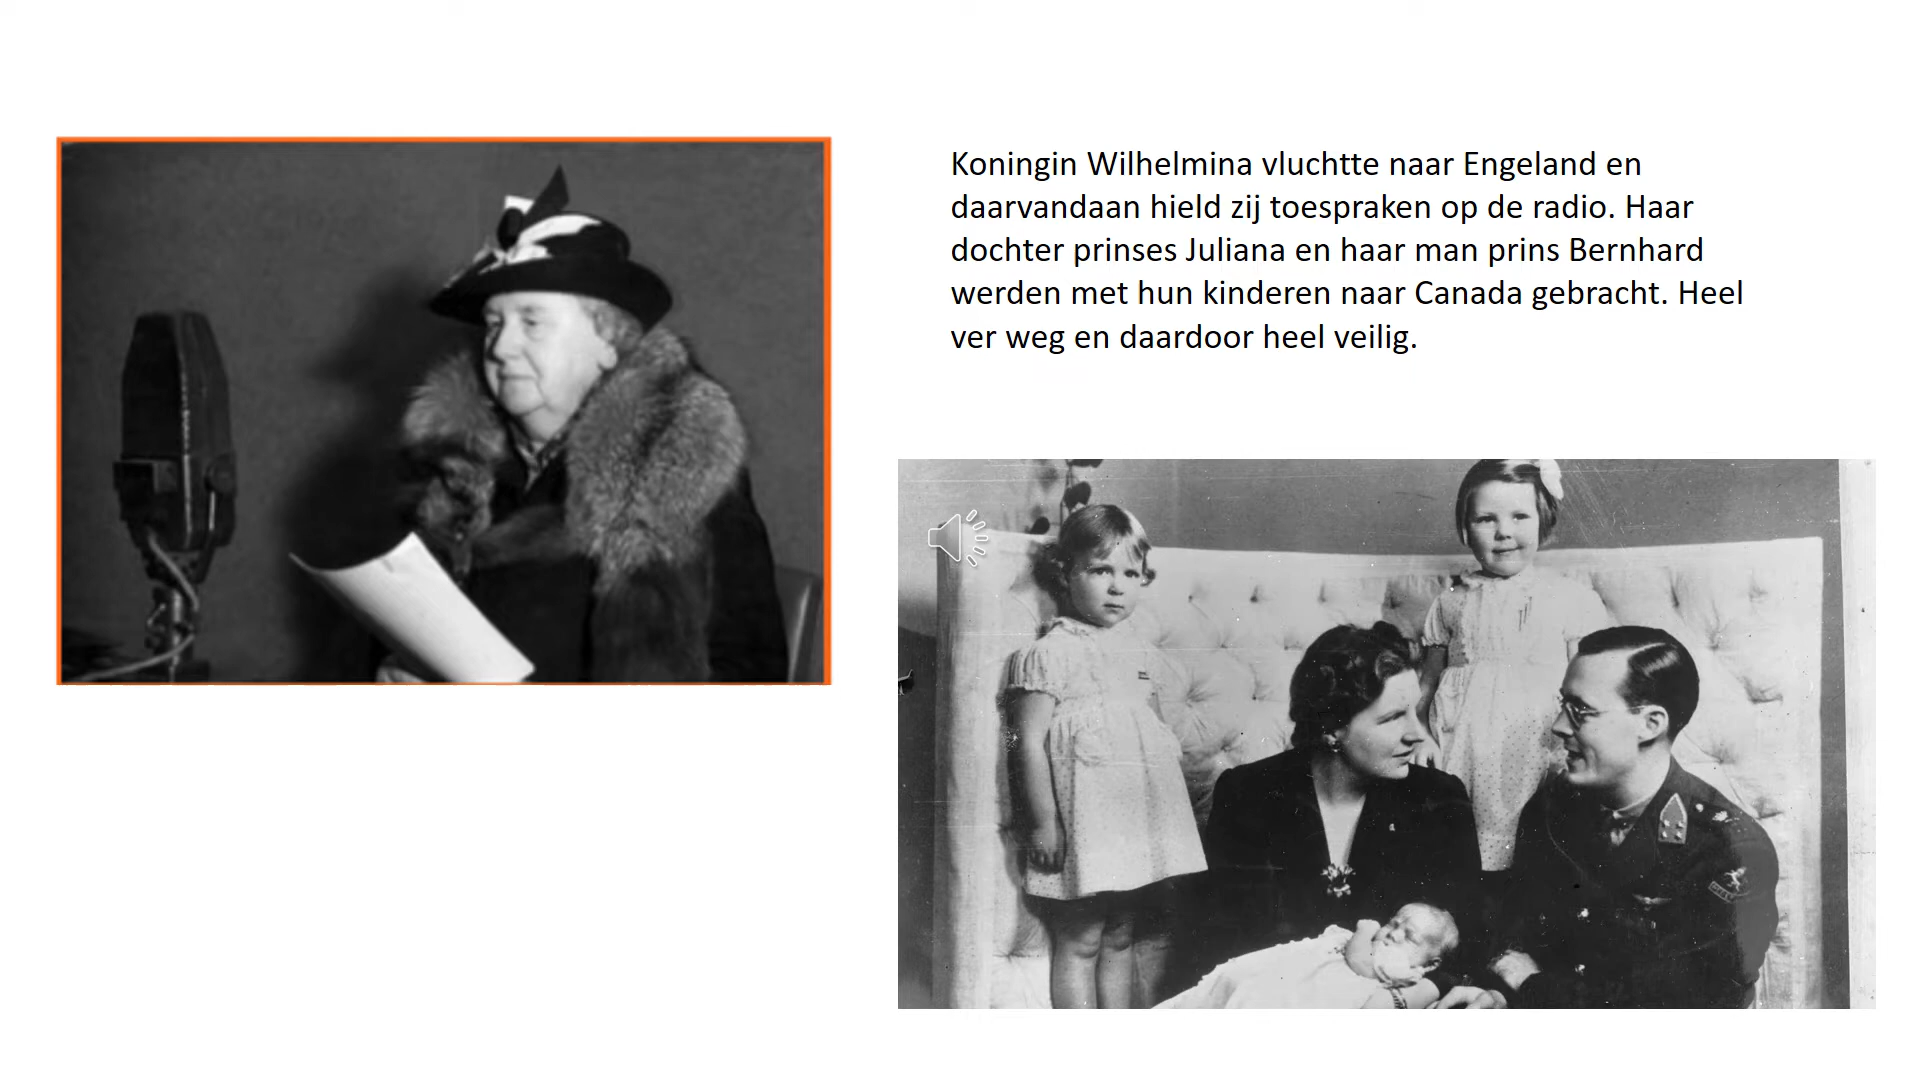 Koningin Wilhelmina vluchtte naar Engeland en
daarvandaan hield zij toespraken op de radio. Haar
dochter prinses Juliana en haar man prins Bernhard
werden met hun kinderen naar Canada gebracht. Heel
ver weg en daardoor heel veilig.